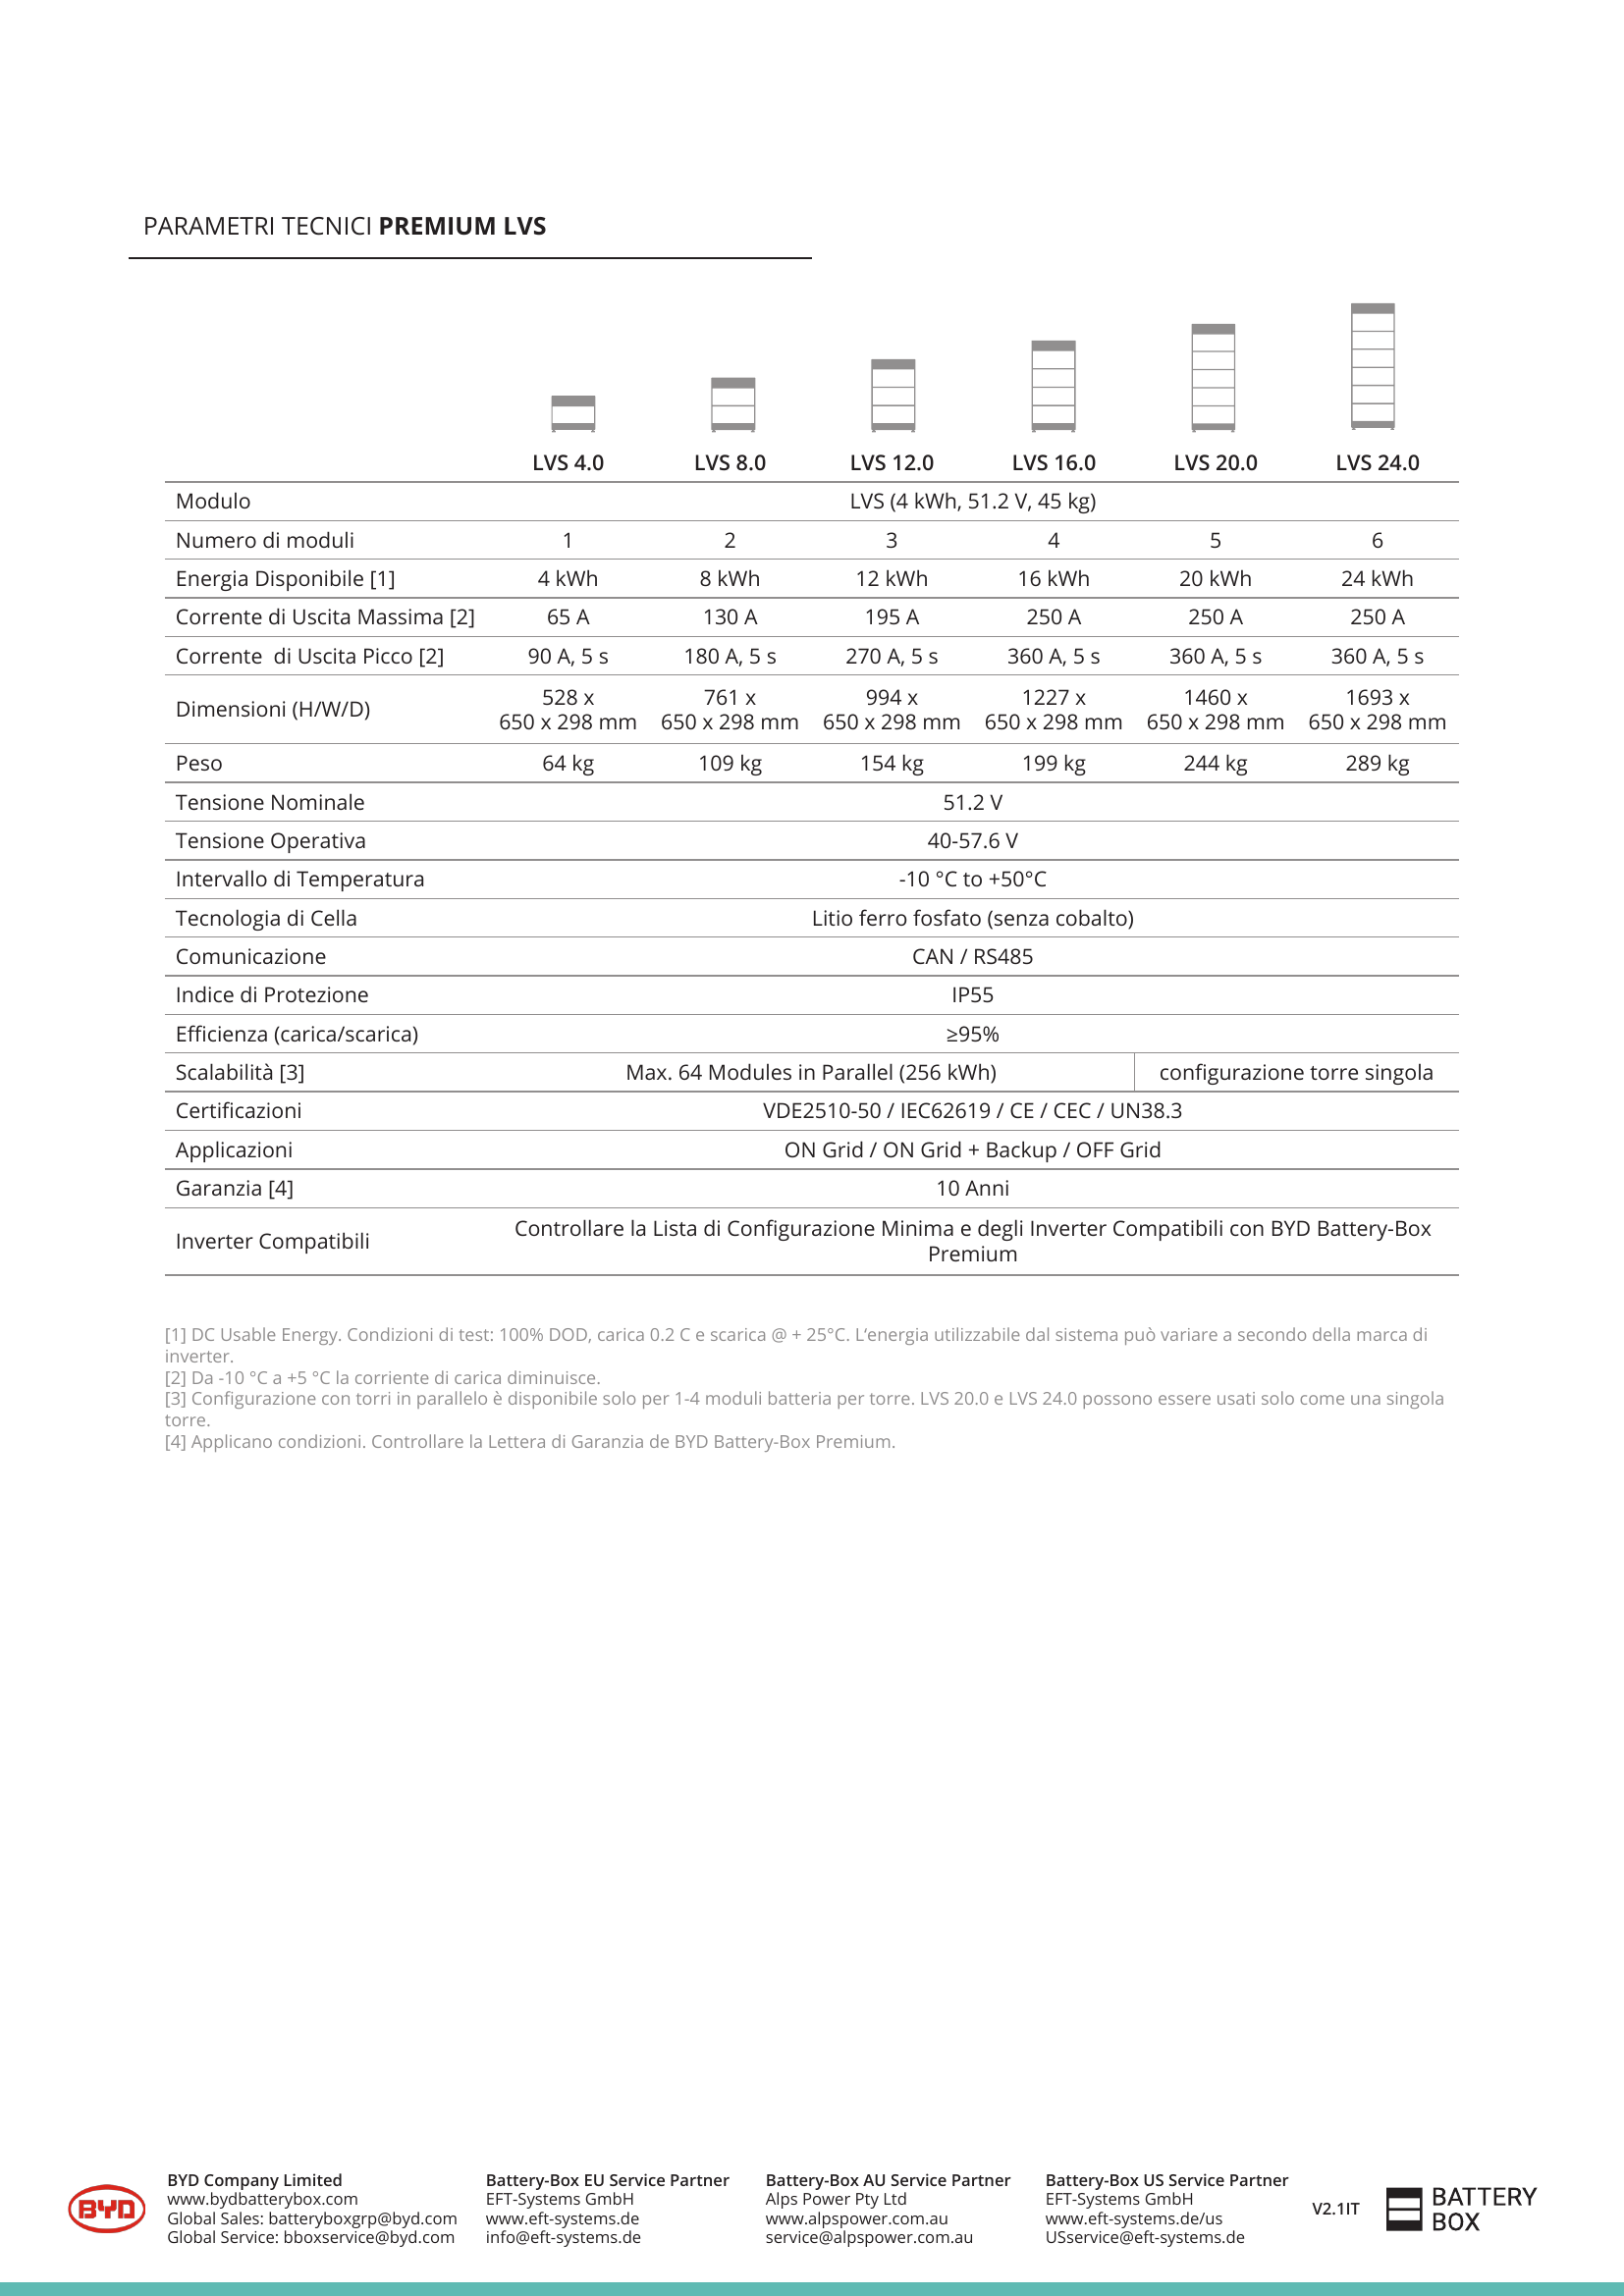 PARAMETRI TECNICI PREMIUM LVS
LVS 4.0 LVS 8.0 LVS 12.0 LVS 16.0 LVS 20.0 LVS 24.0
Modulo LVS (4 kWh, 51.2 V, 45 kg)
Numero di moduli 1 2 3 4 5 6
Energia Disponibile [1] 4 kWh 8 kWh 12 kWh 16 kWh 20 kWh 24 kWh
Corrente di Uscita Massima [2] 65 A 130 A 195 A 250 A 250 A 250 A
Corrente di Uscita Picco [2] 90 A, 5 s 180 A, 5 s 270 A, 5 s 360 A, 5 s 360 A, 5 s 360 A, 5 s
Dimensioni (H/W/D) 528 x 761 x 994 x 1227 x 1460 x 1693 x
650 x 298 mm 650 x 298 mm 650 x 298 mm 650 x 298 mm 650 x 298 mm 650 x 298 mm
Peso 64 kg 109 kg 154 kg 199 kg 244 kg 289 kg
Tensione Nominale 51.2 V
Tensione Operativa 40-57.6 V
Intervallo di Temperatura -10 °C to +50°C
Tecnologia di Cella Litio ferro fosfato (senza cobalto)
Comunicazione CAN / RS485
Indice di Protezione IP55
Efficienza (carica/scarica) ≥95%
Scalabilità [3] Max. 64 Modules in Parallel (256 kWh) configurazione torre singola
Certificazioni VDE2510-50 / IEC62619 / CE / CEC / UN38.3
Applicazioni ON Grid / ON Grid + Backup / OFF Grid
Garanzia [4] 10 Anni
Inverter Compatibili Controllare la Lista di Configurazione Minima e degli Inverter Compatibili con BYD Battery-Box
Premium
[1] DC Usable Energy. Condizioni di test: 100% DOD, carica 0.2 C e scarica @ + 25°C. L‘energia utilizzabile dal sistema può variare a secondo della marca di
inverter.
[2] Da -10 °C a +5 °C la corriente di carica diminuisce.
[3] Configurazione con torri in parallelo è disponibile solo per 1-4 moduli batteria per torre. LVS 20.0 e LVS 24.0 possono essere usati solo come una singola
torre.
[4] Applicano condizioni. Controllare la Lettera di Garanzia de BYD Battery-Box Premium.
BYD
BYD Company Limited
www.bydbatterybox.com
Global Sales: batteryboxgrp@byd.com
Global Service: bboxservice@byd.com
Battery-Box EU Service Partner
EFT-Systems GmbH
www.eft-systems.de
info@eft-systems.de
Battery-Box AU Service Partner
Alps Power Pty Ltd
www.alpspower.com.au
service@alpspower.com.au
Battery-Box US Service Partner
EFT-Systems GmbH
www.eft-systems.de/us
USservice@eft-systems.de
V2.1IT
BATTERY
BOX